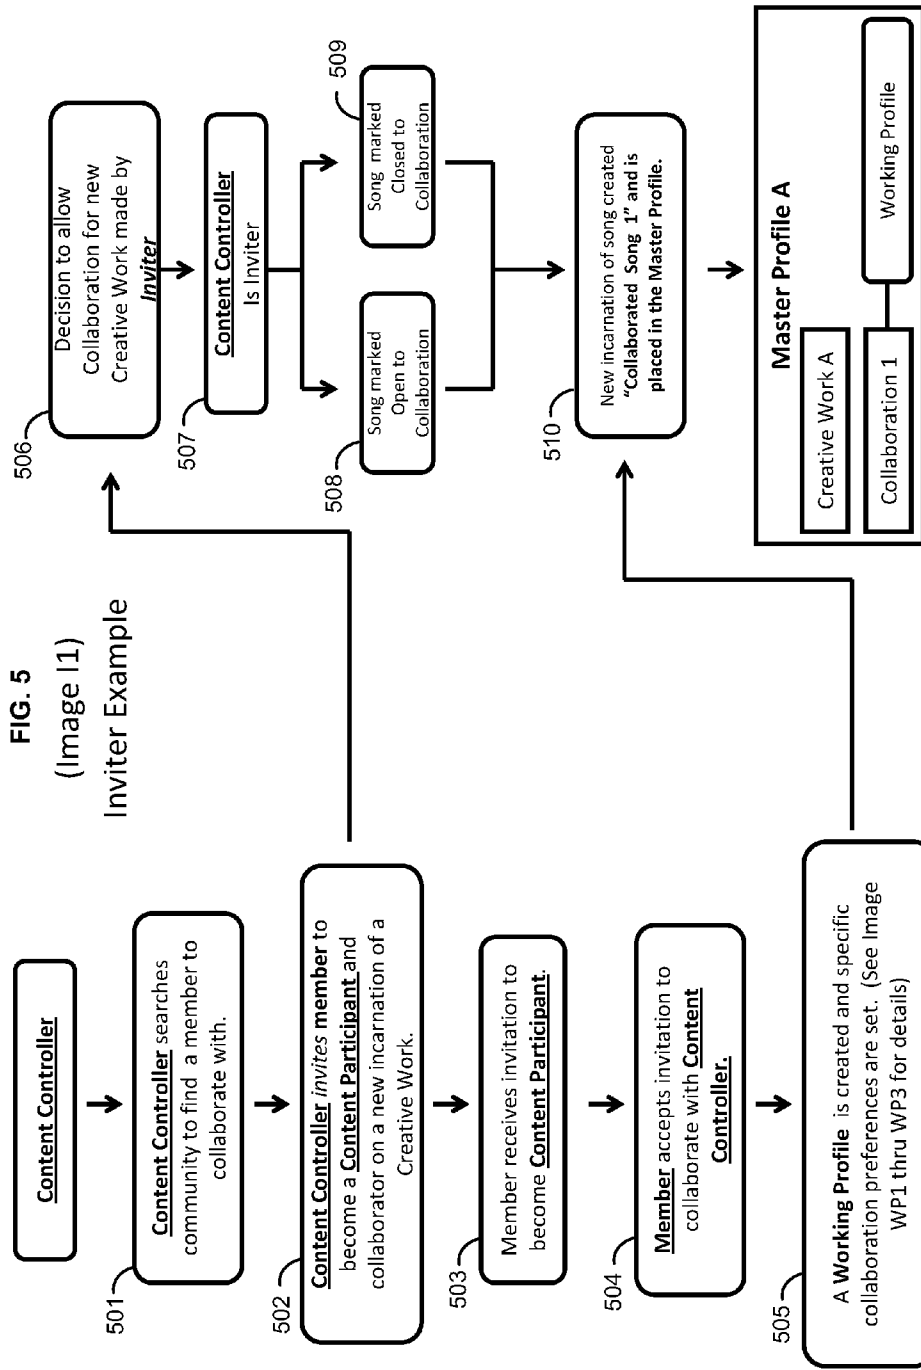 FIG. 5
(Image I1)
Inviter Example
Content Controller
501
Content Controller searches
community to find a member to
collaborate with.
502
Content Controller invites member to
become a Content Participant and
collaborator on a new incarnation of a
Creative Work.
503
Member receives invitation to
become Content Participant.
504
Member accepts invitation to
collaborate with Content
Controller.
505
A Working Profile is created and specific
collaboration preferences are set. (See Image
WP1 thru WP3 for details)
506
Decision to allow
Collaboration for new
Creative Work made by
Inviter
507
Content Controller
Is Inviter
508
Song marked
Open to
Collaboration
509
Song marked
Closed to
Collaboration
510
New incarnation of song created
"Collaborated Song 1" and is
placed in the Master Profile.
Master Profile A
Creative Work A
Collaboration 1
Working Profile